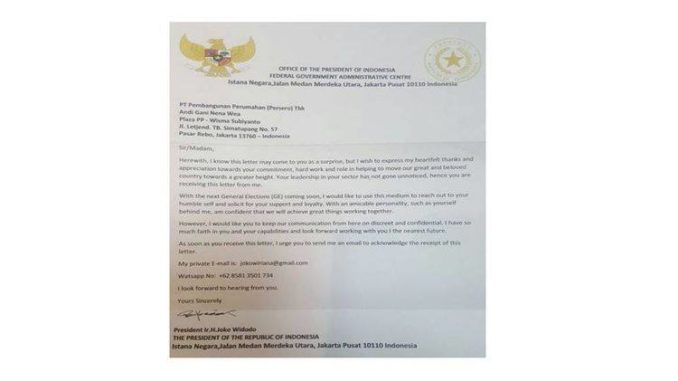 OFFICE OF THE PRESIDENT OF INDONESIA
FEDERAL GOVERNMENT ADMINISTRATIVE CENTRE
Istana Negara,Jalan Medan Merdeka Utara, Jakarta Pusat 10110 Indonesia
PT Pembangunan Perumahan (Persero) Tbk
Andi Gani Nena Wea
Plaza PP - Wisma Subiyanto
Jl. Letjend. TB. Simatupang No. 57
Pasar Rebo, Jakarta 13760 – Indonesia
Sir/Madam,
Herewith, I know this letter may come to you as a surprise, but I wish to express my heartfelt thanks and
appreciation towards your commitment, hard work and role in helping to move our great and beloved
country towards a greater height. Your leadership in your sector has not gone unnoticed, hence you are
receiving this letter from me.
With the next General Elections (GE) coming soon, I would like to use this medium to reach out to your
humble self and solicit for your support and loyalty. With an amicable personality, such as yourself
behind me, am confident that we will achieve great things working together.
However, I would like you to keep our communication from here on discreet and confidential. I have so
much faith in you and your capabilities and look forward working with you I the nearest future.
As soon as you receive this letter, I urge you to send me an email to acknowledge the receipt of this
letter.
My private E-mail is: jokowiriana@gmail.com
Watsapp No: +62 8581 3501 734
I look forward to hearing from you.
Yours Sincerely
President Ir.H.Joko Widodo
THE PRESIDENT OF THE REPUBLIC OF INDONESIA
Istana Negara,Jalan Medan Merdeka Utara, Jakarta Pusat 10110 Indonesia